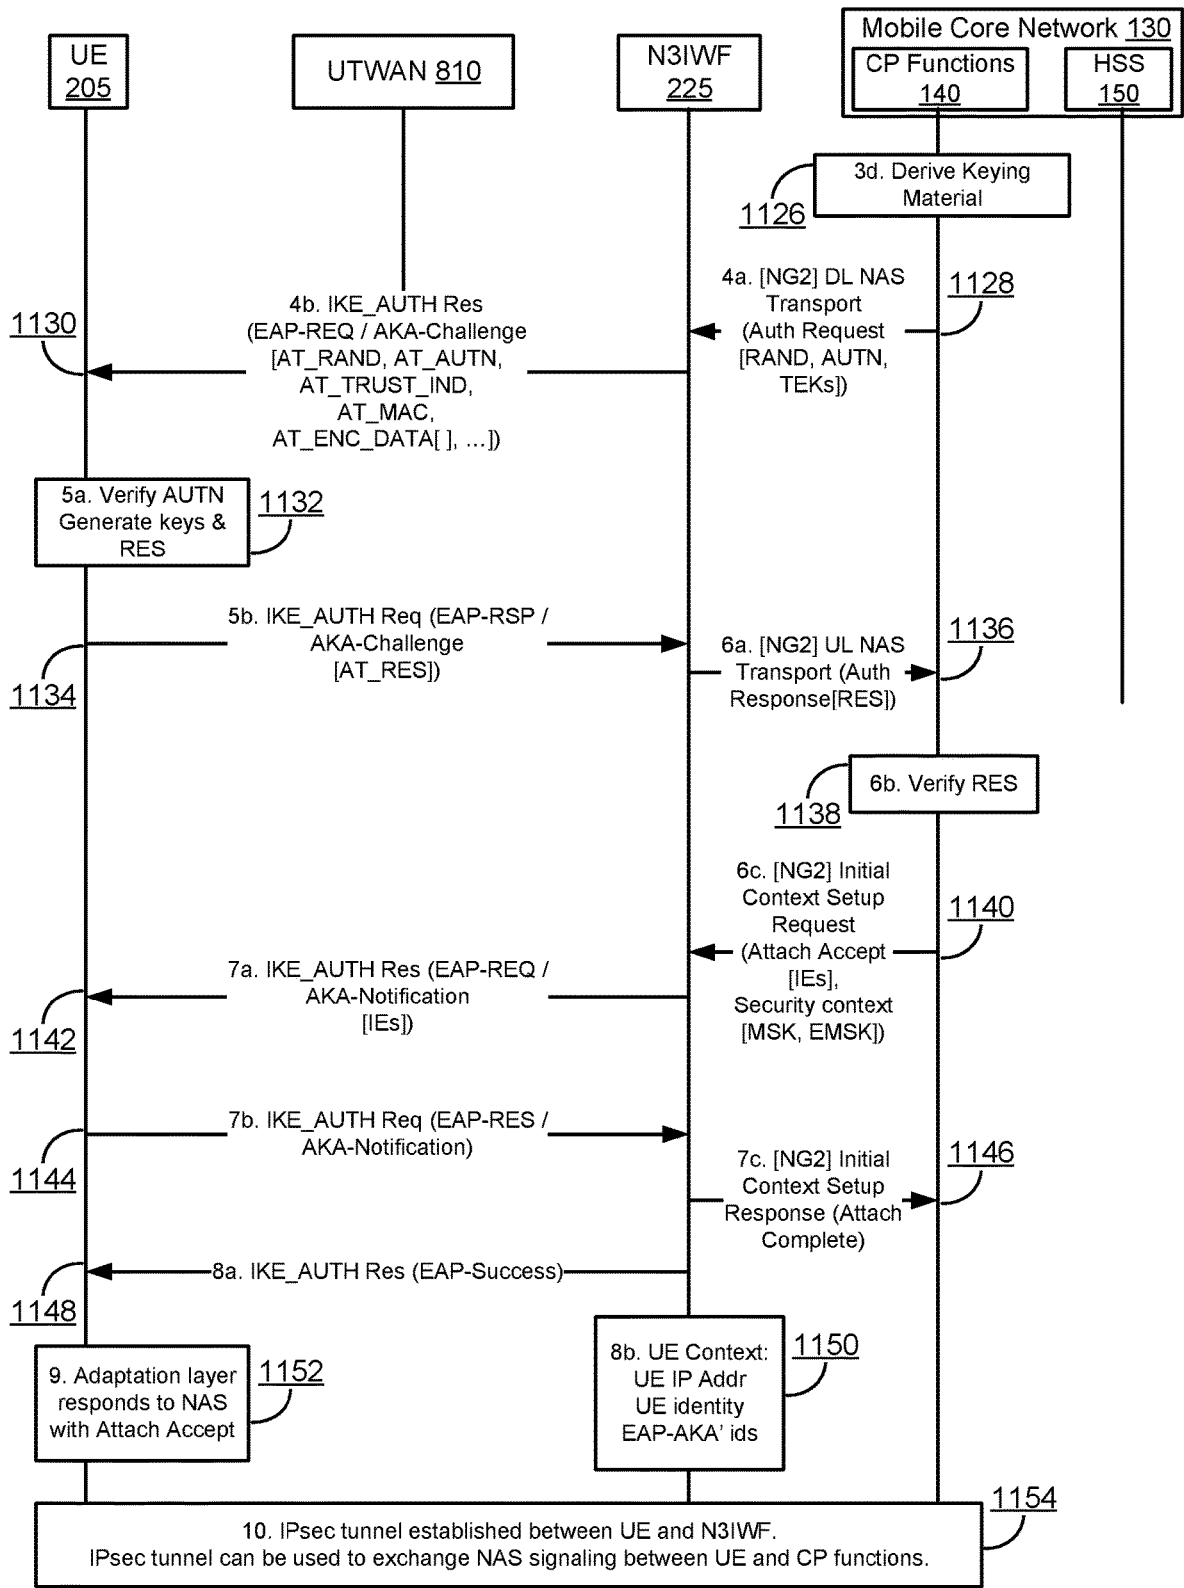 UE
205
UTWAN 810
N3IWF
225
Mobile Core Network 130
CP Functions
140
HSS
150
3d. Derive Keying
Material
1126
4a. [NG2] DL NAS
Transport
(Auth Request
[RAND, AUTN,
TEKs])
1128
4b. IKE_AUTH Res
(EAP-REQ / AKA-Challenge
[AT_RAND, AT_AUTN,
AT_TRUST_IND,
AT_MAC,
AT_ENC_DATA[ ], ...])
1130
5a. Verify AUTN
Generate keys &
RES
1132
5b. IKE_AUTH Req (EAP-RSP /
AKA-Challenge
[AT_RES])
1134
6a. [NG2] UL NAS
Transport (Auth
Response[RES])
1136
6b. Verify RES
1138
6c. [NG2] Initial
Context Setup
Request
(Attach Accept
[IEs],
Security context
[MSK, EMSK])
1140
7a. IKE_AUTH Res (EAP-REQ /
AKA-Notification
[IEs])
1142
7b. IKE_AUTH Req (EAP-RES /
AKA-Notification)
1144
7c. [NG2] Initial
Context Setup
Response (Attach
Complete)
1146
8a. IKE_AUTH Res (EAP-Success)
1148
8b. UE Context:
UE IP Addr
UE identity
EAP-AKA' ids
1150
9. Adaptation layer
responds to NAS
with Attach Accept
1152
10. IPsec tunnel established between UE and N3IWF.
IPsec tunnel can be used to exchange NAS signaling between UE and CP functions.
1154